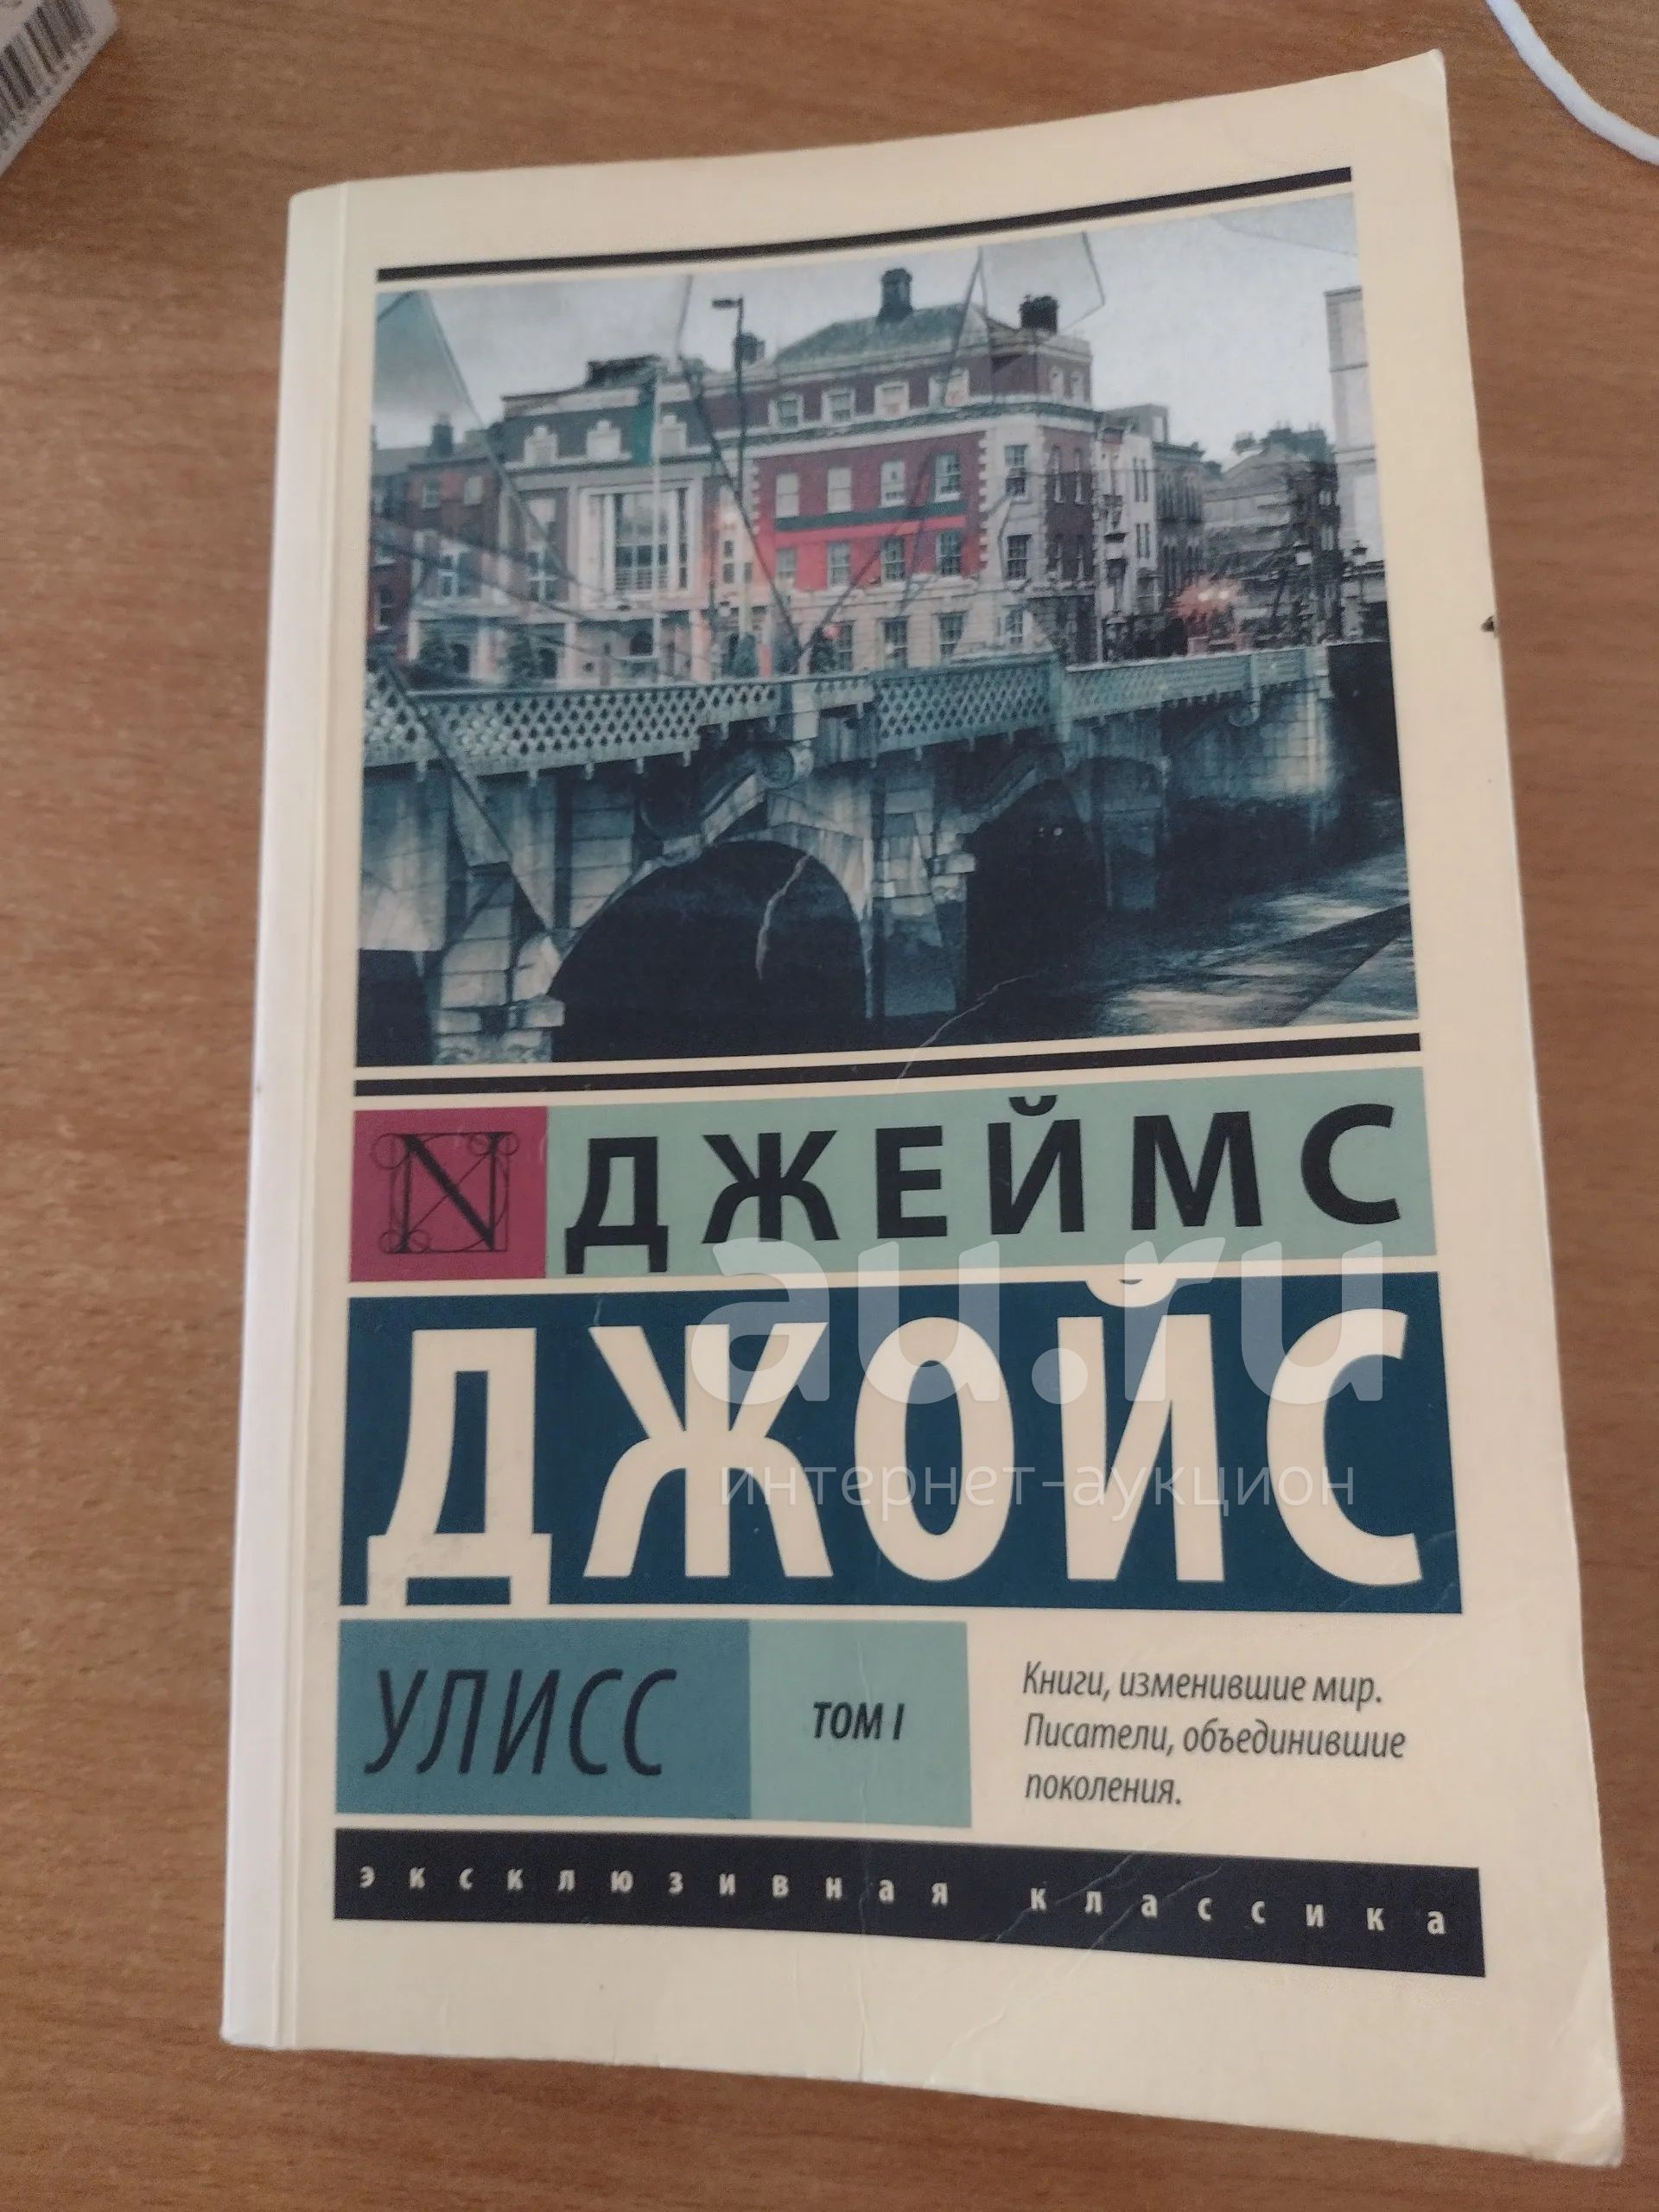 N ДЖЕЙМС
ДЖОЙС
au.ru
интернет-аукцион
УЛИСС
ТОМ I
Книги, изменившие мир.
Писатели, объединившие
поколения.
эксклюзивная классика